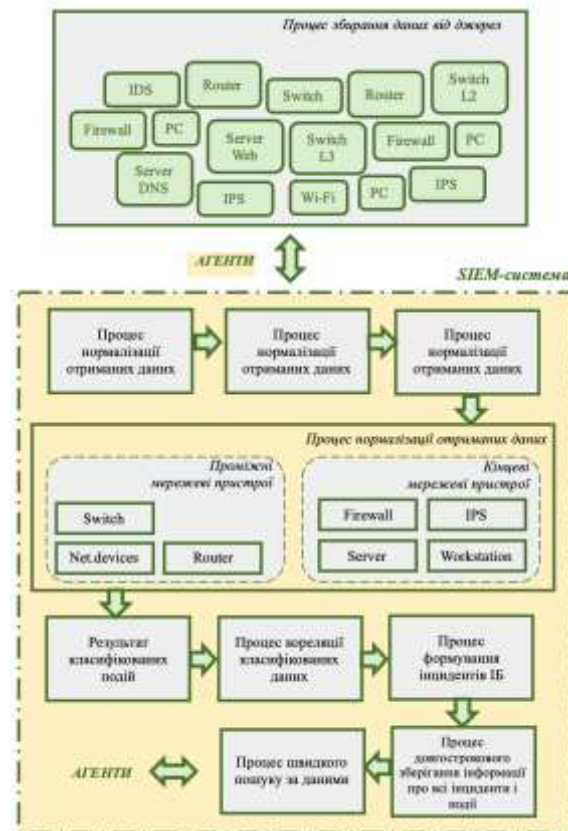 Процес збирання даних від джерел
IDS
Router
Switch
Router
Switch
L2
Firewall
PC
Server
Web
Switch
L3
Firewall
PC
Server
DNS
IPS
Wi-Fi
PC
IPS
АГЕНТИ
SIEM-система
Процес
нормалізації
отриманих даних
Процес
нормалізації
отриманих даних
Процес
нормалізації
отриманих даних
Процес нормалізації отриманих даних
Проміжні
мережеві пристрої
Switch
Net.devices
Router
Кінцеві
мережеві пристрої
Firewall
IPS
Server
Workstation
Результат
класифікованих
подій
Процес кореляції
класифікованих
даних
Процес
формування
інцидентів ІБ
Процес
довгострокового
зберігання інформації
про всі інциденти і
події
Процес швидкого
пошуку за даними
АГЕНТИ